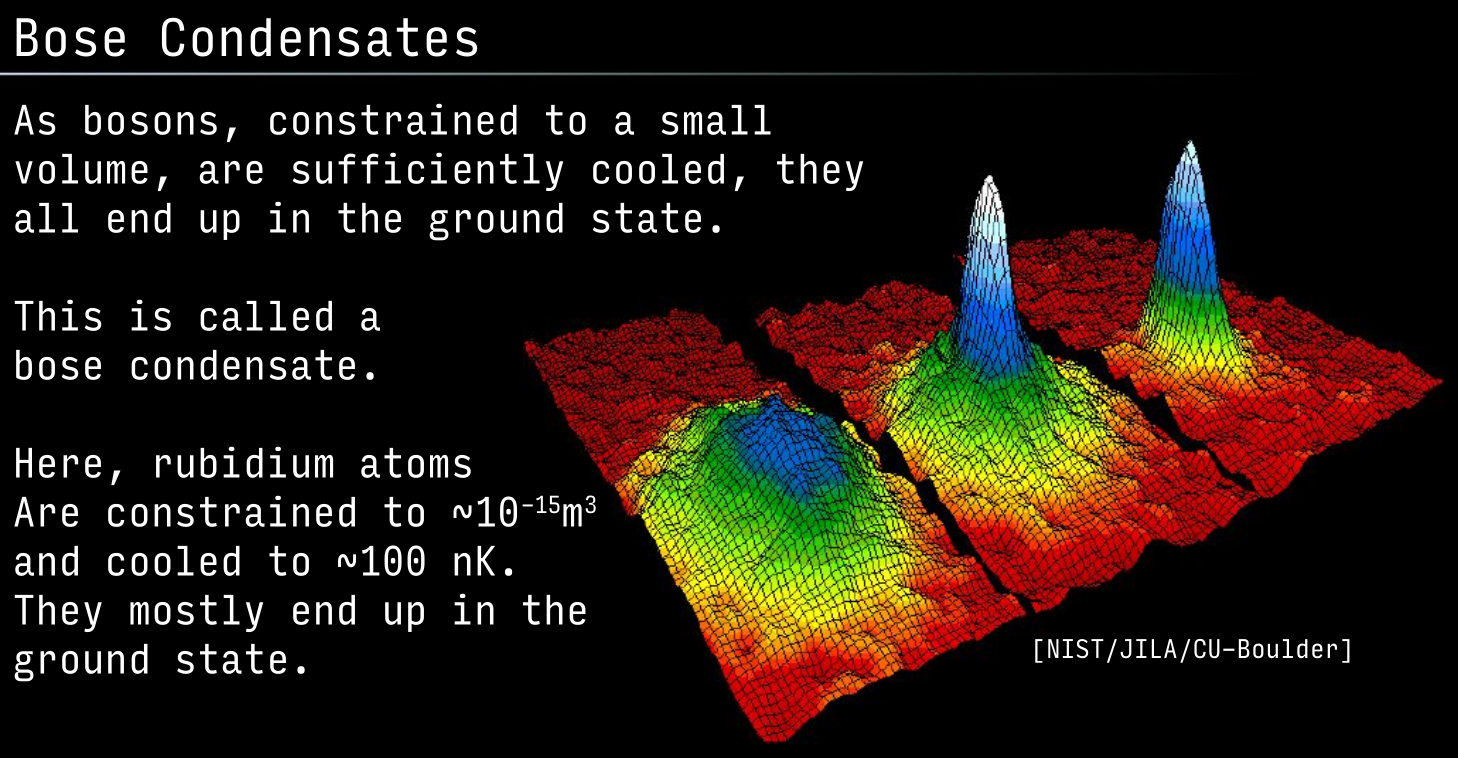 Bose Condensates
As bosons, constrained to a small
volume, are sufficiently cooled, they
all end up in the ground state.
This is called a
bose condensate.
Here, rubidium atoms
Are constrained to ~10⁻¹⁵m³
and cooled to ~100 nK.
They mostly end up in the
ground state.
[NIST/JILA/CU–Boulder]